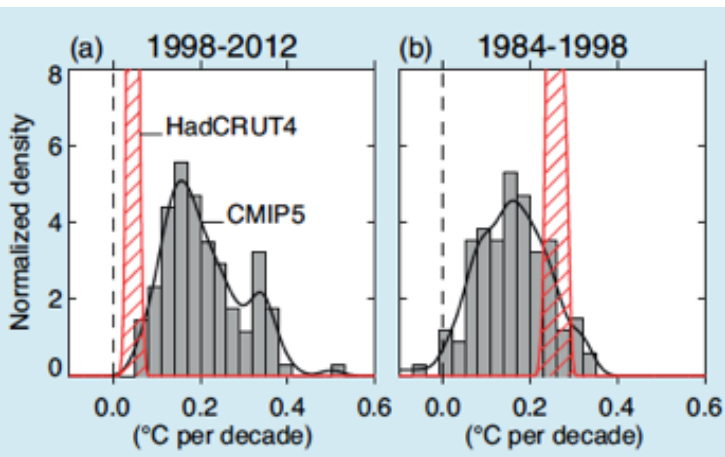 (a) 1998-2012
(b) 1984-1998
Normalized density
8
6
4
2
0
HadCRUT4
CMIP5
0.0 0.2 0.4 0.6
(°C per decade)
0.0 0.2 0.4 0.6
(°C per decade)